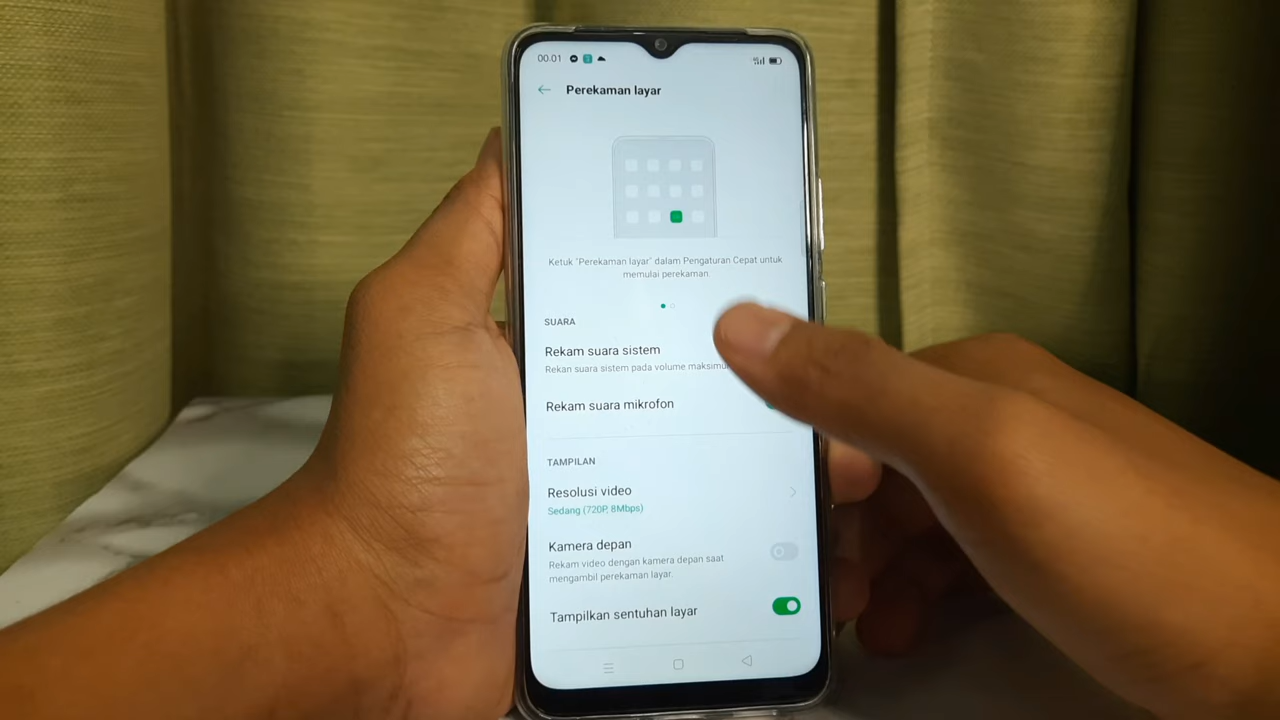 00.01
Perekaman layar
Ketuk "Perekaman layar" dalam Pengaturan Cepat untuk
memulai perekaman.
SUARA
Rekam suara sistem
Rekan suara sistem pada volume
Rekam suara mikrofon
TAMPILAN
Resolusi video
Sedang (720P, 8Mbps)
Kamera depan
Rekam video dengan kamera depan saat
mengambil perekaman layar.
Tampilkan sentuhan layar